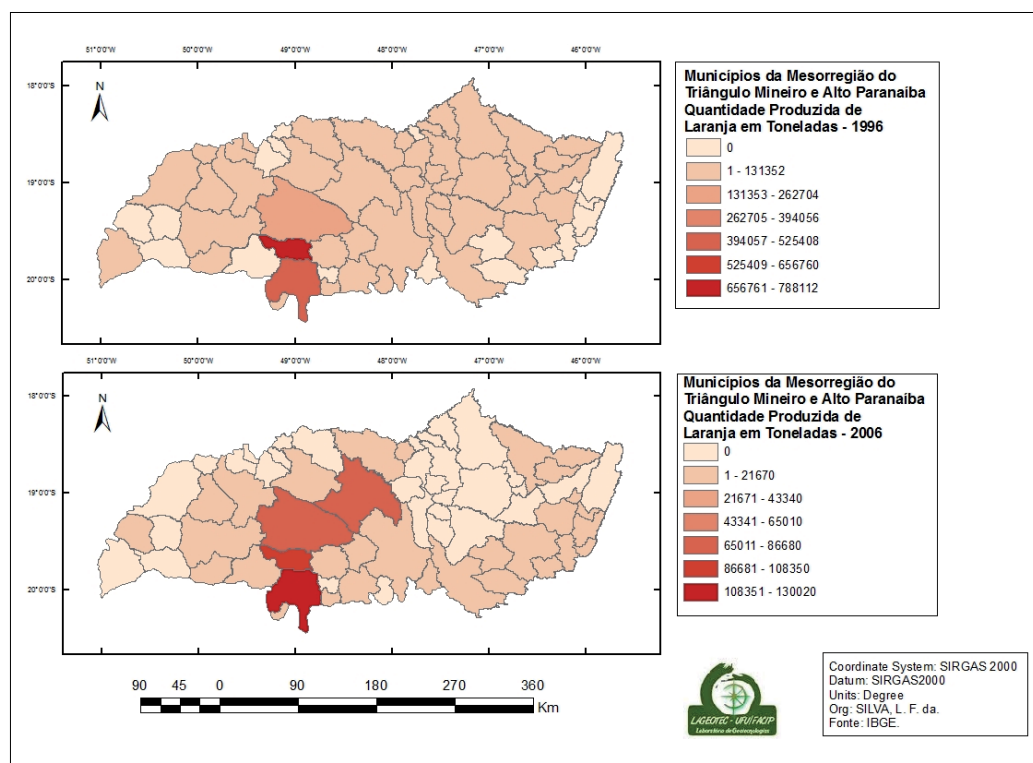 51°0'0"W 50°0'0"W 49°0'0"W 48°0'0"W 47°0'0"W 46°0'0"W
N
18°0'0"S
19°0'0"S
20°0'0"S
Municípios da Mesorregião do
Triângulo Mineiro e Alto Paranaíba
Quantidade Produzida de
Laranja em Toneladas - 1996
0
1 - 131352
131353 - 262704
262705 - 394056
394057 - 525408
525409 - 656760
656761 - 788112
51°0'0"W 50°0'0"W 49°0'0"W 48°0'0"W 47°0'0"W 46°0'0"W
N
18°0'0"S
19°0'0"S
20°0'0"S
Municípios da Mesorregião do
Triângulo Mineiro e Alto Paranaíba
Quantidade Produzida de
Laranja em Toneladas - 2006
0
1 - 21670
21671 - 43340
43341 - 65010
65011 - 86680
86681 - 108350
108351 - 130020
90 45 0 90 180 270 360
Km
LAGEOTEC - UFU/FACIP
Laboratório de Geotecnologias
Coordinate System: SIRGAS 2000
Datum: SIRGAS2000
Units: Degree
Org: SILVA, L. F. da.
Fonte: IBGE.